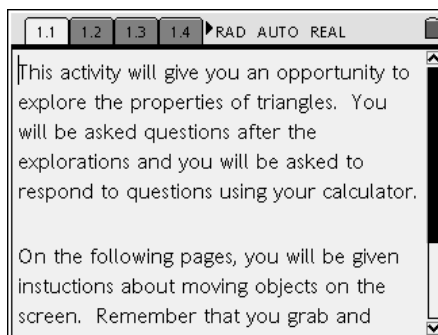 1.1 1.2 1.3 1.4 RAD AUTO REAL
This activity will give you an opportunity to
explore the properties of triangles. You
will be asked questions after the
explorations and you will be asked to
respond to questions using your calculator.
On the following pages, you will be given
instuctions about moving objects on the
screen. Remember that you grab and